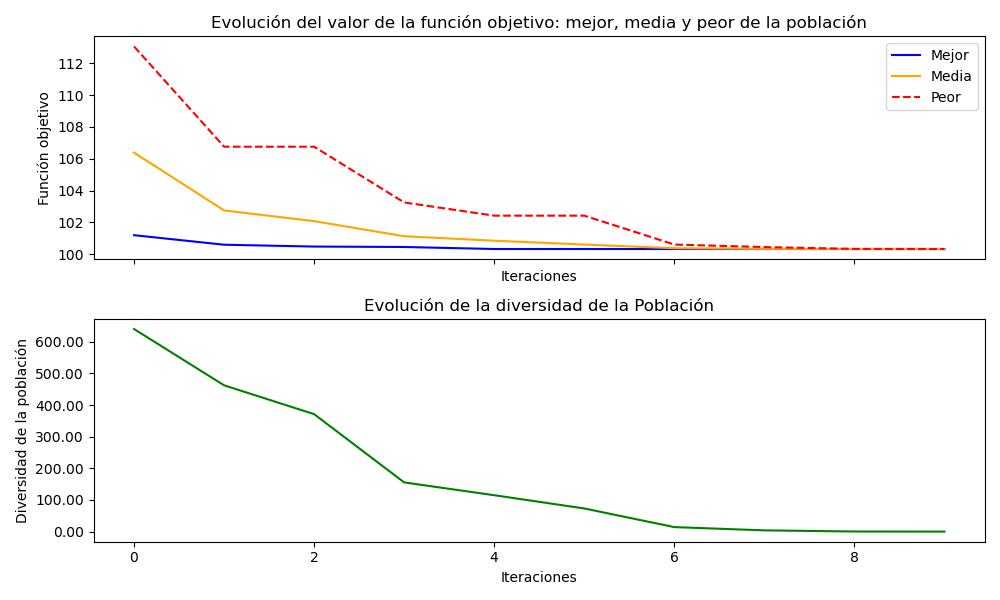 Evolución del valor de la función objetivo: mejor, media y peor de la población
Función objetivo
112
110
108
106
104
102
100
Mejor
Media
Peor
Iteraciones
Evolución de la diversidad de la Población
Diversidad de la población
600.00
500.00
400.00
300.00
200.00
100.00
0.00
0 2 4 6 8
Iteraciones